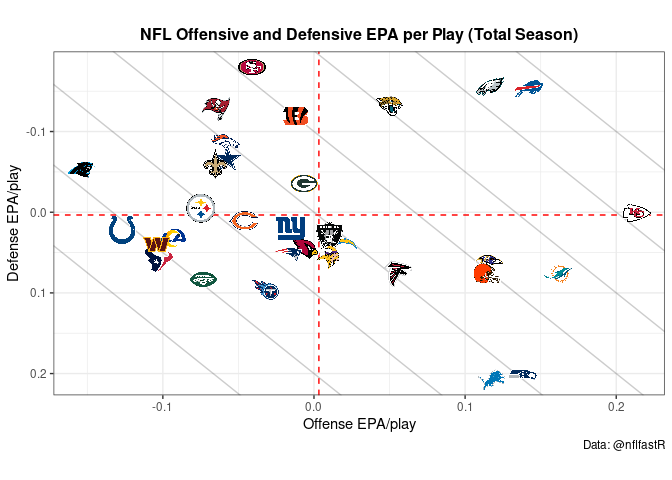 NFL Offensive and Defensive EPA per Play (Total Season)
Defense EPA/play
-0.1
0.0
0.1
0.2
-0.1
0.0
0.1
0.2
Offense EPA/play
Data: @nflfastR